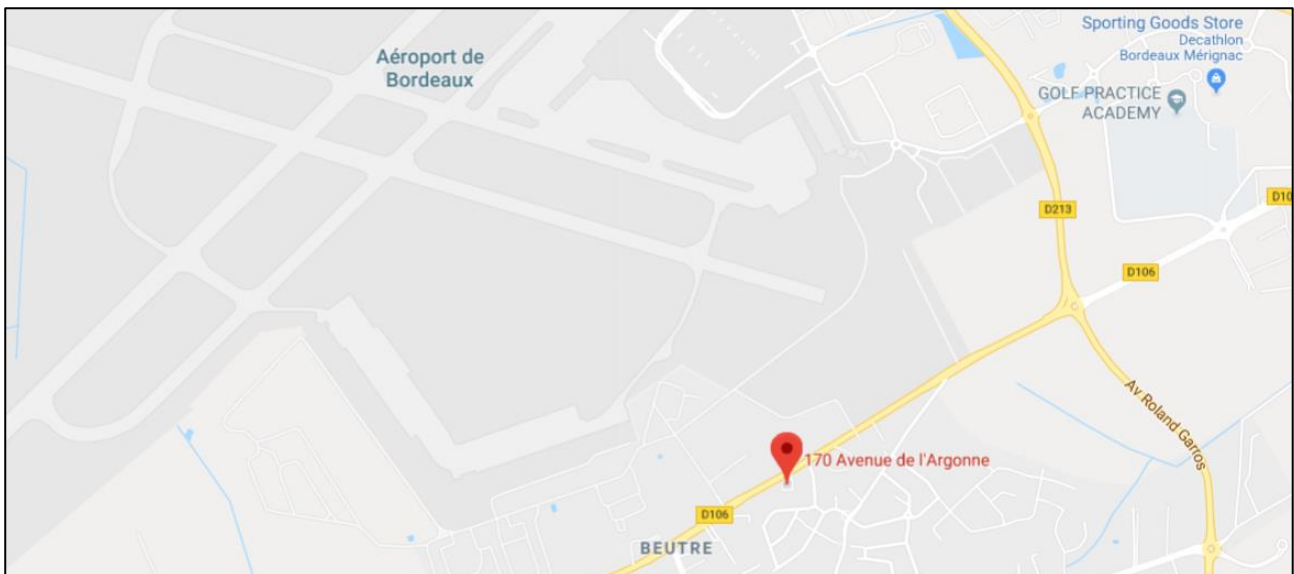 Aéroport de
Bordeaux
Sporting Goods Store
Decathlon
Bordeaux Mérignac
GOLF PRACTICE
ACADEMY
D10
D213
D106
Av Roland Garros
170 Avenue de l'Argonne
D106
BEUTRE